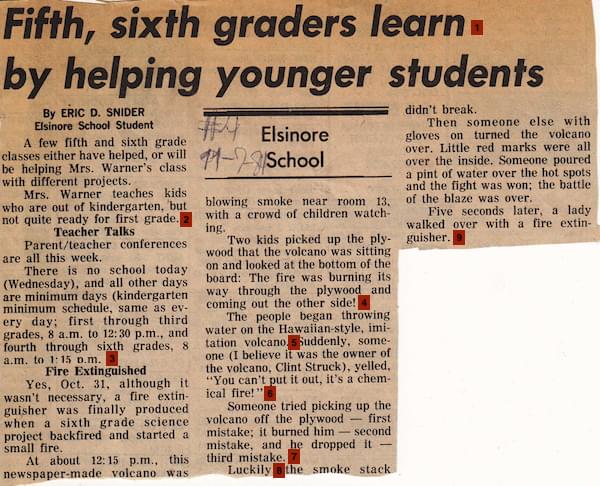 Fifth, sixth graders learn 1
by helping younger students
By ERIC D. SNIDER
Elsinore School Student
A few fifth and sixth grade
classes either have helped, or will
be helping Mrs. Warner's class
with different projects.
Mrs. Warner teaches kids
who are out of kindergarten, but
not quite ready for first grade. 2
Teacher Talks
Parent/teacher conferences
are all this week.
There is no school today
(Wednesday), and all other days
are minimum days (kindergarten
minimum schedule, same as ev-
ery day; first through third
grades, 8 a.m. to 12:30 p.m., and
fourth through sixth grades, 8
a.m. to 1:15 p.m. 3
Fire Extinguished
Yes, Oct. 31, although it
wasn't necessary, a fire extin-
guisher was finally produced
when a sixth grade science
project backfired and started a
small fire.
At about 12:15 p.m., this
newspaper-made volcano was
Elsinore
School
blowing smoke near room 13,
with a crowd of children watch-
ing.
Two kids picked up the ply-
wood that the volcano was sitting
on and looked at the bottom of the
board: The fire was burning its
way through the plywood and
coming out the other side! 4
The people began throwing
water on the Hawaiian-style, imi-
tation volcano. 5 Suddenly, some-
one (I believe it was the owner of
the volcano, Clint Struck), yelled,
"You can't put it out, it's a chem-
ical fire!" 6
Someone tried picking up the
volcano off the plywood — first
mistake; it burned him — second
mistake, and he dropped it —
third mistake. 7
Luckily 8 the smoke stack
didn't break.
Then someone else with
gloves on turned the volcano
over. Little red marks were all
over the inside. Someone poured
a pint of water over the hot spots
and the fight was won; the battle
of the blaze was over.
Five seconds later, a lady
walked over with a fire extin-
guisher. 9